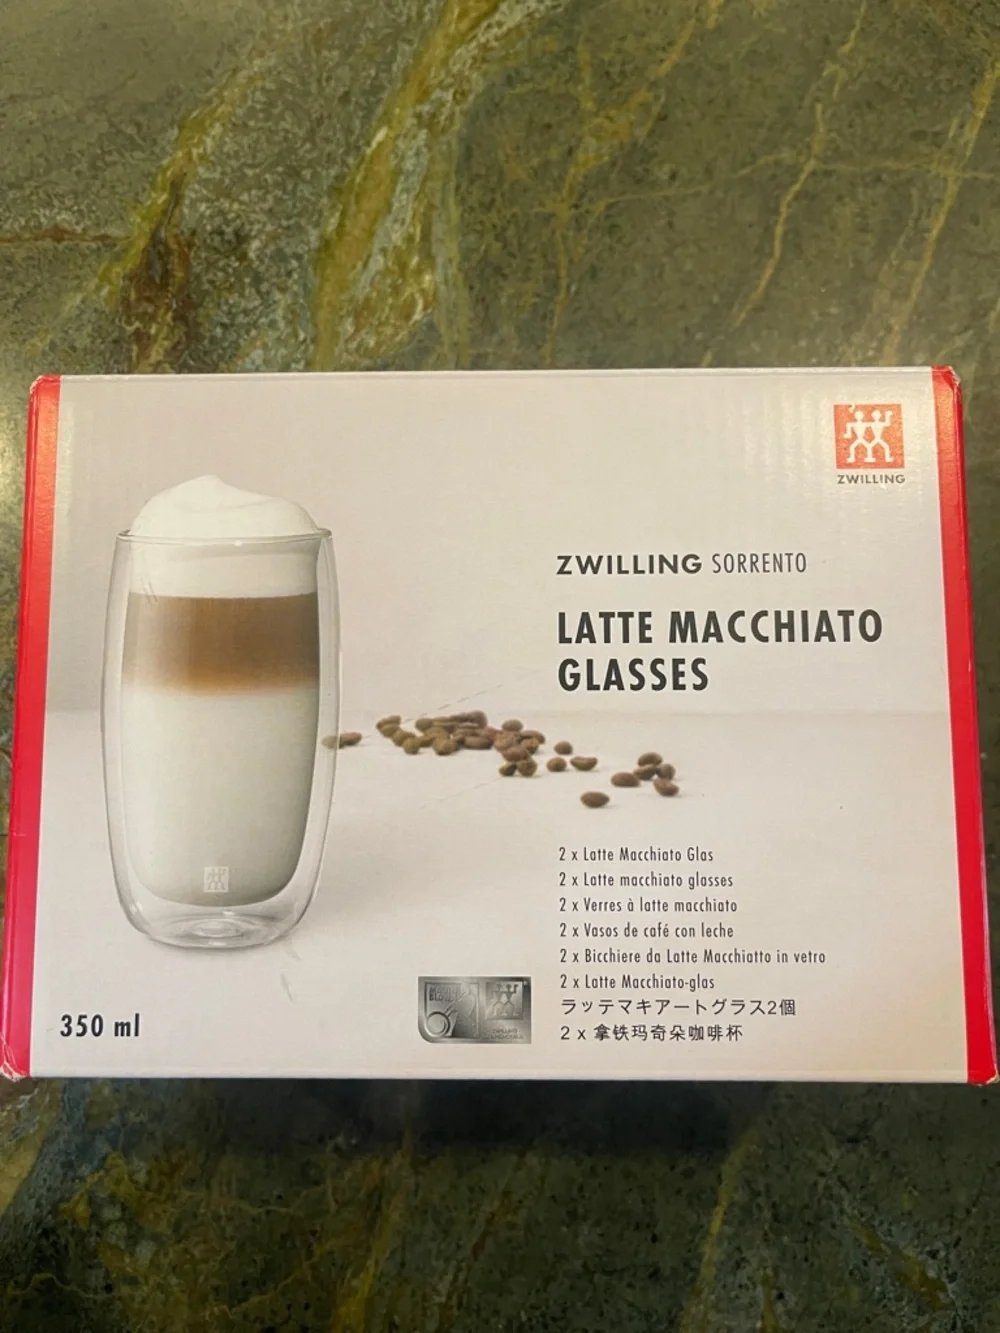 ZWILLING
ZWILLING SORRENTO
LATTE MACCHIATO
GLASSES
2 x Latte Macchiato Glas
2 x Latte macchiato glasses
2 x Verres à latte macchiato
2 x Vasos de café con leche
2 x Bicchiere da Latte Macchiatto in vetro
2 x Latte Macchiato-glas
ラッテマキアートグラス2個
2 x 拿铁玛奇朵咖啡杯
350 ml